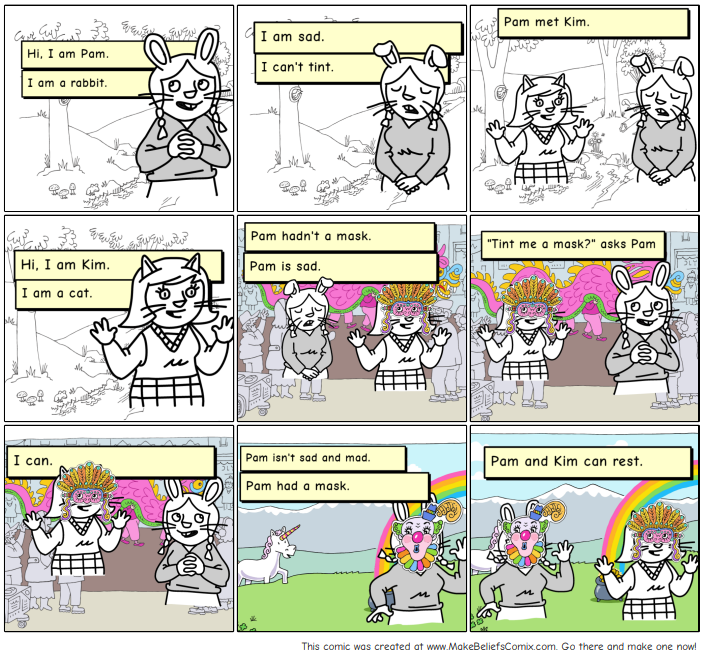 Hi, I am Pam.
I am a rabbit.
I am sad.
I can't tint.
Pam met Kim.
Hi, I am Kim.
I am a cat.
Pam hadn't a mask.
Pam is sad.
"Tint me a mask?" asks Pam
I can.
Pam isn't sad and mad.
Pam had a mask.
Pam and Kim can rest.
This comic was created at www.MakeBeliefsComix.com. Go there and make one now!